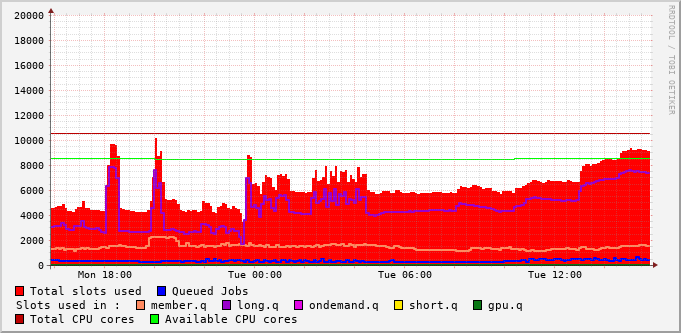 20000
18000
16000
14000
12000
10000
8000
6000
4000
2000
0
Mon 18:00 Tue 00:00 Tue 06:00 Tue 12:00
Total slots used Queued Jobs
Slots used in : member.q long.q ondemand.q short.q gpu.q
Total CPU cores Available CPU cores
RRDTOOL / TOBI OETIKER